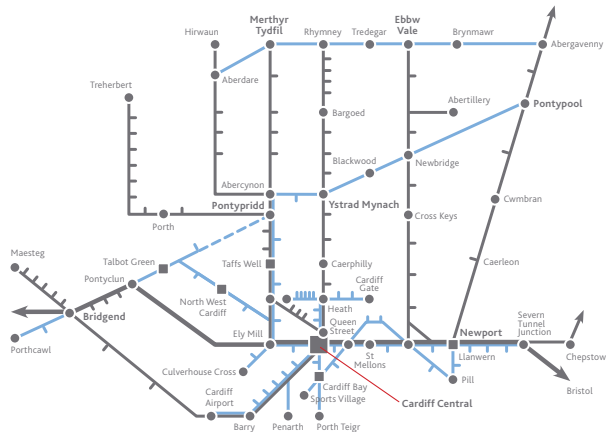 Merthyr
Tydfil
Ebbw
Vale
Hirwaun
Rhymney
Tredegar
Brynmawr
Abergavenny
Aberdare
Treherbert
Bargoed
Abertillery
Pontypool
Blackwood
Newbridge
Abercynon
Pontypridd
Ystrad Mynach
Cwmbran
Porth
Cross Keys
Maesteg
Talbot Green
Taffs Well
Caerphilly
Caerleon
Pontyclun
Cardiff
Gate
North West
Cardiff
Heath
Bridgend
Queen
Street
Ely Mill
Newport
Severn
Tunnel
Junction
Porthcawl
St
Mellons
Llanwern
Chepstow
Culverhouse Cross
Pill
Cardiff
Airport
Cardiff Bay
Sports Village
Bristol
Cardiff Central
Barry
Penarth
Porth Teigr